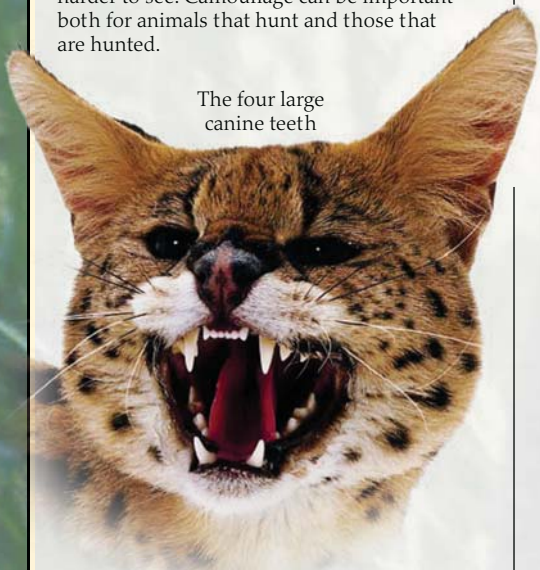 harder to see. Camouflage can be important
both for animals that hunt and those that
are hunted.
The four large
canine teeth